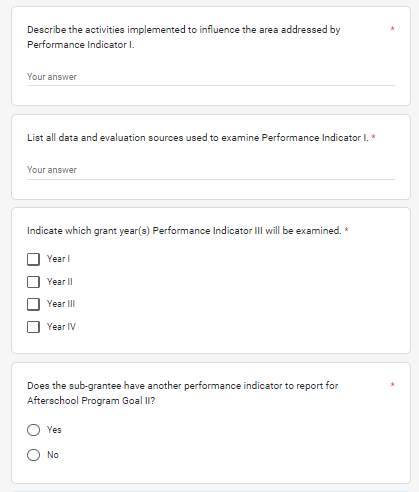 Describe the activities implemented to influence the area addressed by *
Performance Indicator I.
Your answer
List all data and evaluation sources used to examine Performance Indicator I. *
Your answer
Indicate which grant year(s) Performance Indicator III will be examined. *
Year I
Year II
Year III
Year IV
Does the sub-grantee have another performance indicator to report for *
Afterschool Program Goal II?
Yes
No